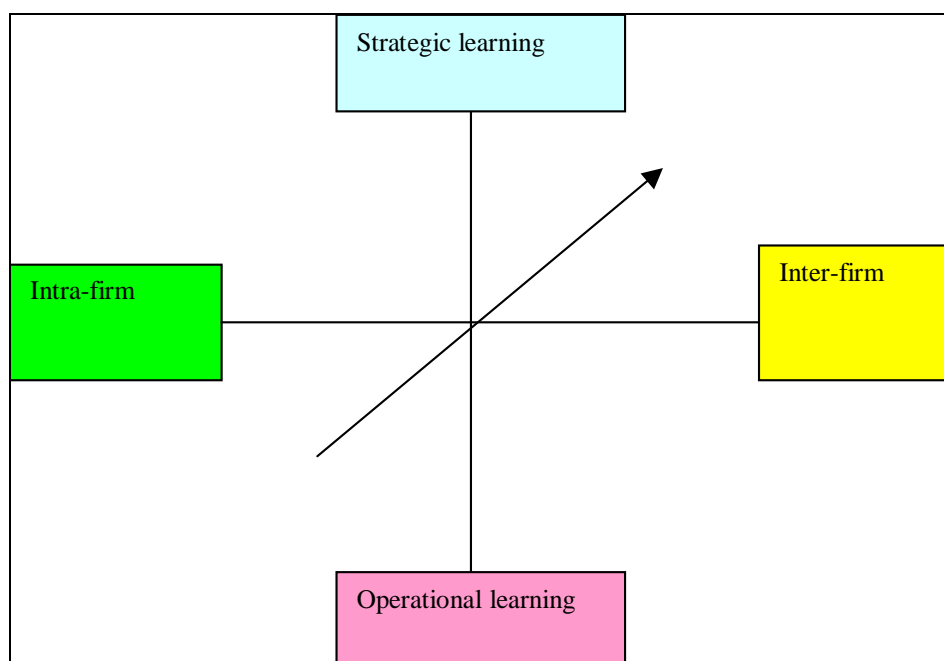 Strategic learning
Intra-firm
Inter-firm
Operational learning